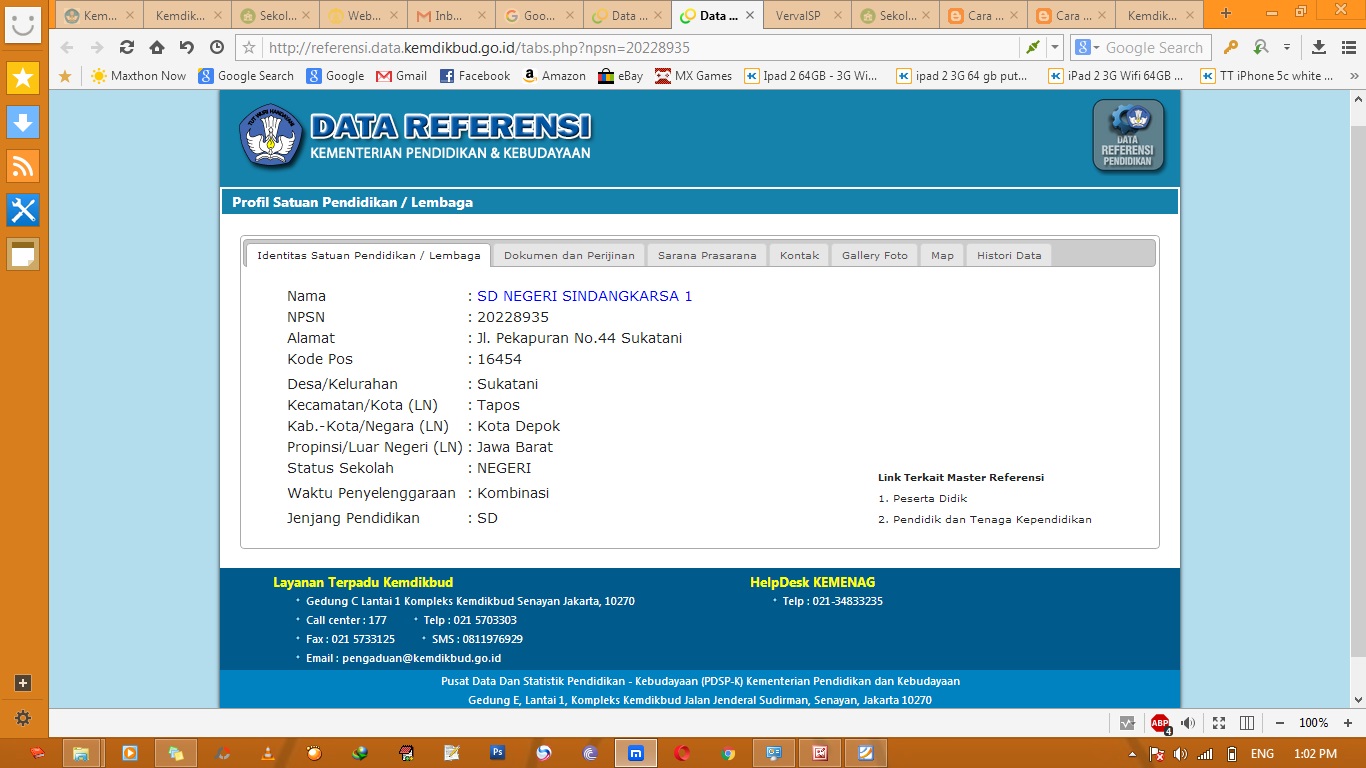 Kem...
Kemdik...
Sekol...
Web...
Inb...
Goo...
Data ...
Data ...
VervalSP
Sekol...
Cara ...
Cara ...
Kemdik...
http://referensi.data.kemdikbud.go.id/tabs.php?npsn=20228935
Google Search
Maxthon Now
Google Search
Google
Gmail
Facebook
Amazon
eBay
MX Games
Ipad 2 64GB - 3G Wi...
ipad 2 3G 64 gb put...
iPad 2 3G Wifi 64GB ...
TT iPhone 5c white ...
DATA REFERENSI
KEMENTERIAN PENDIDIKAN & KEBUDAYAAN
DATA
REFERENSI
PENDIDIKAN
Profil Satuan Pendidikan / Lembaga
Identitas Satuan Pendidikan / Lembaga
Dokumen dan Perijinan
Sarana Prasarana
Kontak
Gallery Foto
Map
Histori Data
Nama : SD NEGERI SINDANGKARSA 1
NPSN : 20228935
Alamat : Jl. Pekapuran No.44 Sukatani
Kode Pos : 16454
Desa/Kelurahan : Sukatani
Kecamatan/Kota (LN) : Tapos
Kab.-Kota/Negara (LN) : Kota Depok
Propinsi/Luar Negeri (LN) : Jawa Barat
Status Sekolah : NEGERI
Waktu Penyelenggaraan : Kombinasi
Jenjang Pendidikan : SD
Link Terkait Master Referensi
1. Peserta Didik
2. Pendidik dan Tenaga Kependidikan
Layanan Terpadu Kemdikbud
Gedung C Lantai 1 Kompleks Kemdikbud Senayan Jakarta, 10270
Call center : 177
Telp : 021 5703303
Fax : 021 5733125
SMS : 0811976929
Email : pengaduan@kemdikbud.go.id
HelpDesk KEMENAG
Telp : 021-34833235
Pusat Data Dan Statistik Pendidikan - Kebudayaan (PDSP-K) Kementerian Pendidikan dan Kebudayaan
Gedung E, Lantai 1, Kompleks Kemdikbud Jalan Jenderal Sudirman, Senayan, Jakarta 10270
ABP
4
100%
Ps
ENG
1:02 PM